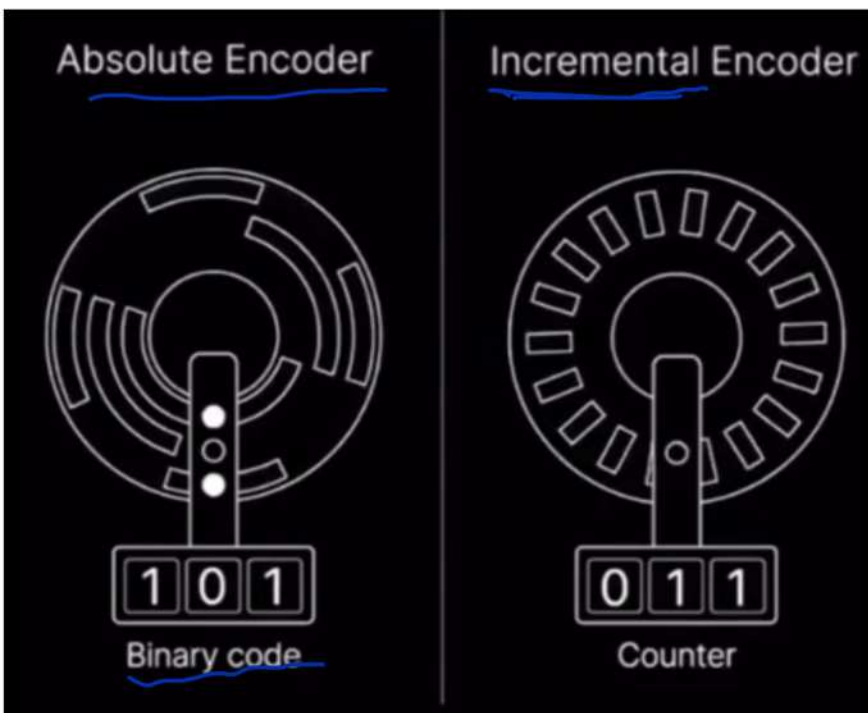 Absolute Encoder
1 0 1
Binary code
Incremental Encoder
0 1 1
Counter